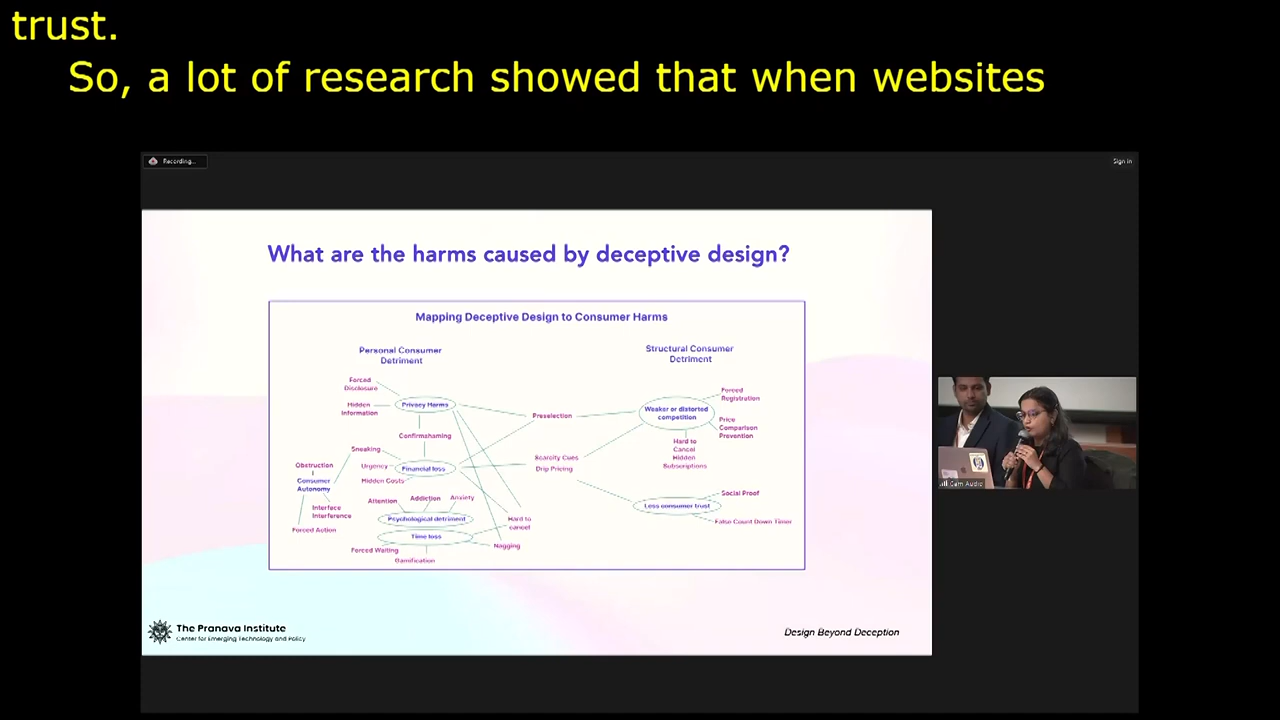 trust.
So, a lot of research showed that when websites
Recording...
Sign in
What are the harms caused by deceptive design?
Mapping Deceptive Design to Consumer Harms
Personal Consumer
Detriment
Structural Consumer
Detriment
Forced
Disclosure
Privacy Harms
Hidden
Information
Confirmshaming
Sneaking
Obstruction
Urgency
Financial loss
Consumer
Autonomy
Hidden Costs
Interface
Interference
Attention
Addiction
Anxiety
Forced Action
Psychological detriment
Time loss
Forced Waiting
Gamification
Preselection
Scarcity Cues
Drip Pricing
Hard to
cancel
Nagging
Forced
Registration
Weaker or distorted
competition
Price
Comparison
Prevention
Hard to
Cancel
Hidden
Subscriptions
Social Proof
Less consumer trust
False Count Down Timer
The Pranava Institute
Center for Emerging Technology and Policy
Design Beyond Deception
Cam Audio